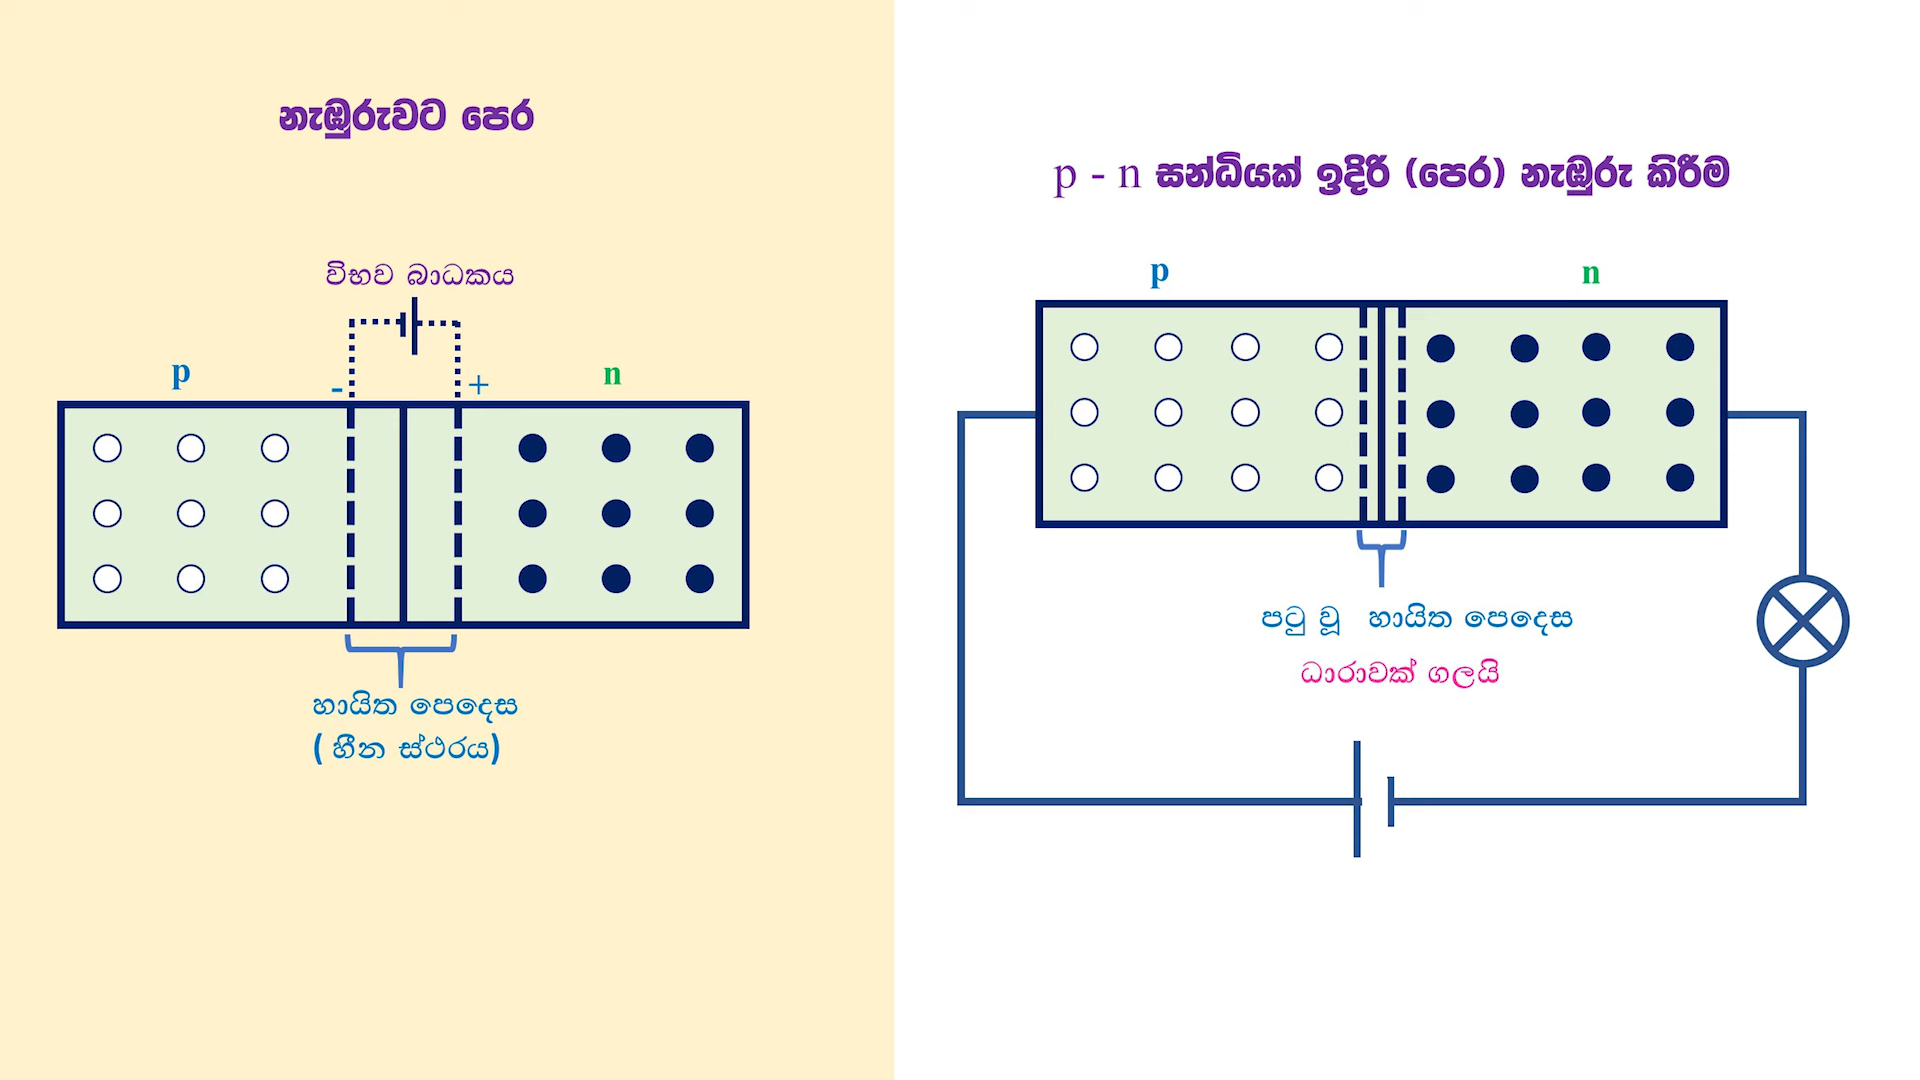 නැඹුරුවට පෙර
විභව බාධකය
p
-
+
n
හායිත පෙදෙස
( හීන ස්ථරය)
p - n සන්ධියක් ඉදිරි (පෙර) නැඹුරු කිරීම
p
n
පටු වූ හායිත පෙදෙස
ධාරාවක් ගලයි